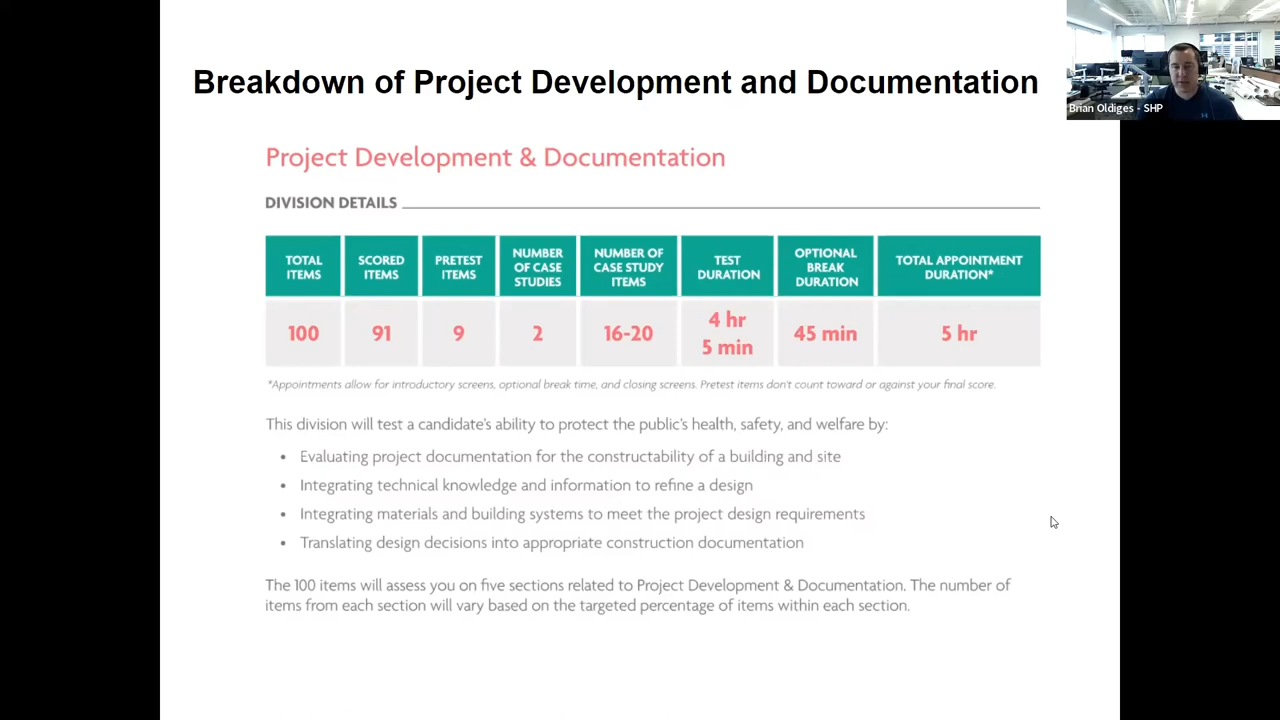 Breakdown of Project Development and Documentation
Brian Oldiges - SHP
Project Development & Documentation
DIVISION DETAILS
TOTAL ITEMS
SCORED ITEMS
PRETEST ITEMS
NUMBER OF CASE STUDIES
NUMBER OF CASE STUDY ITEMS
TEST DURATION
OPTIONAL BREAK DURATION
TOTAL APPOINTMENT DURATION*
100
91
9
2
16-20
4 hr
5 min
45 min
5 hr
*Appointments allow for introductory screens, optional break time, and closing screens. Pretest items don't count toward or against your final score.
This division will test a candidate's ability to protect the public's health, safety, and welfare by:
• Evaluating project documentation for the constructability of a building and site
• Integrating technical knowledge and information to refine a design
• Integrating materials and building systems to meet the project design requirements
• Translating design decisions into appropriate construction documentation
The 100 items will assess you on five sections related to Project Development & Documentation. The number of
items from each section will vary based on the targeted percentage of items within each section.